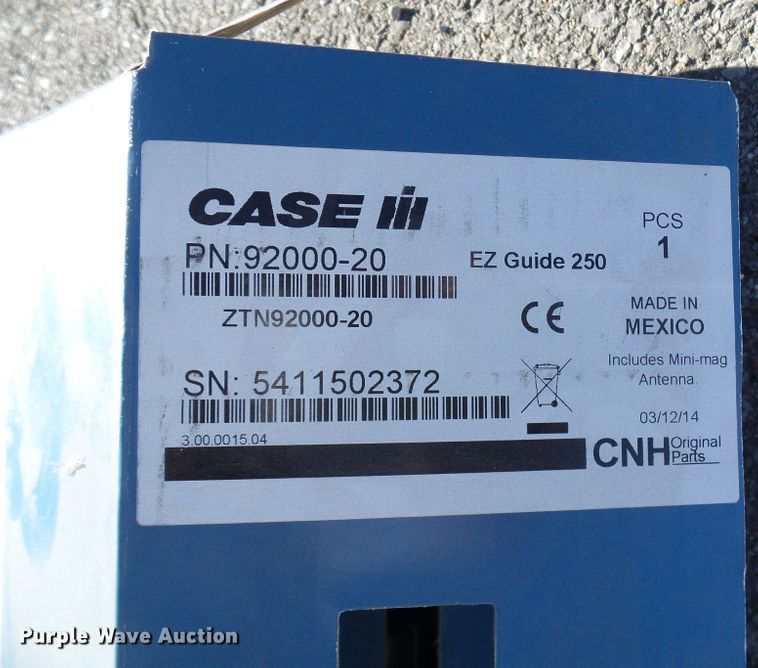 CASE IH
PCS
1
PN:92000-20
EZ Guide 250
ZTN92000-20
MADE IN
MEXICO
Includes Mini-mag
Antenna
SN: 5411502372
03/12/14
3.00.0015.04
CNH Original
Parts
Purple Wave Auction